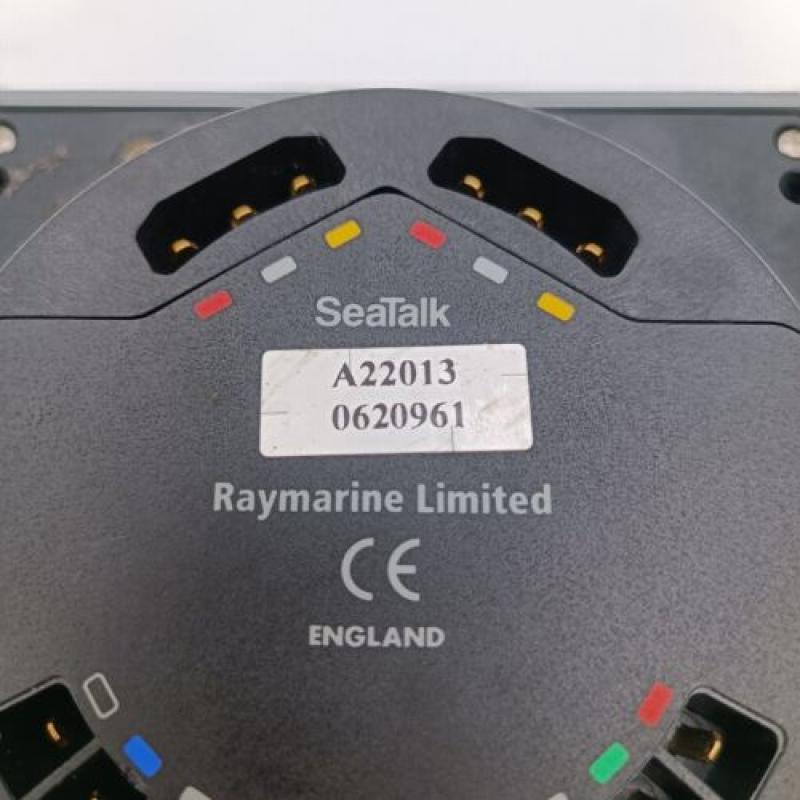 SeaTalk
A22013
0620961
Raymarine Limited
CE
ENGLAND